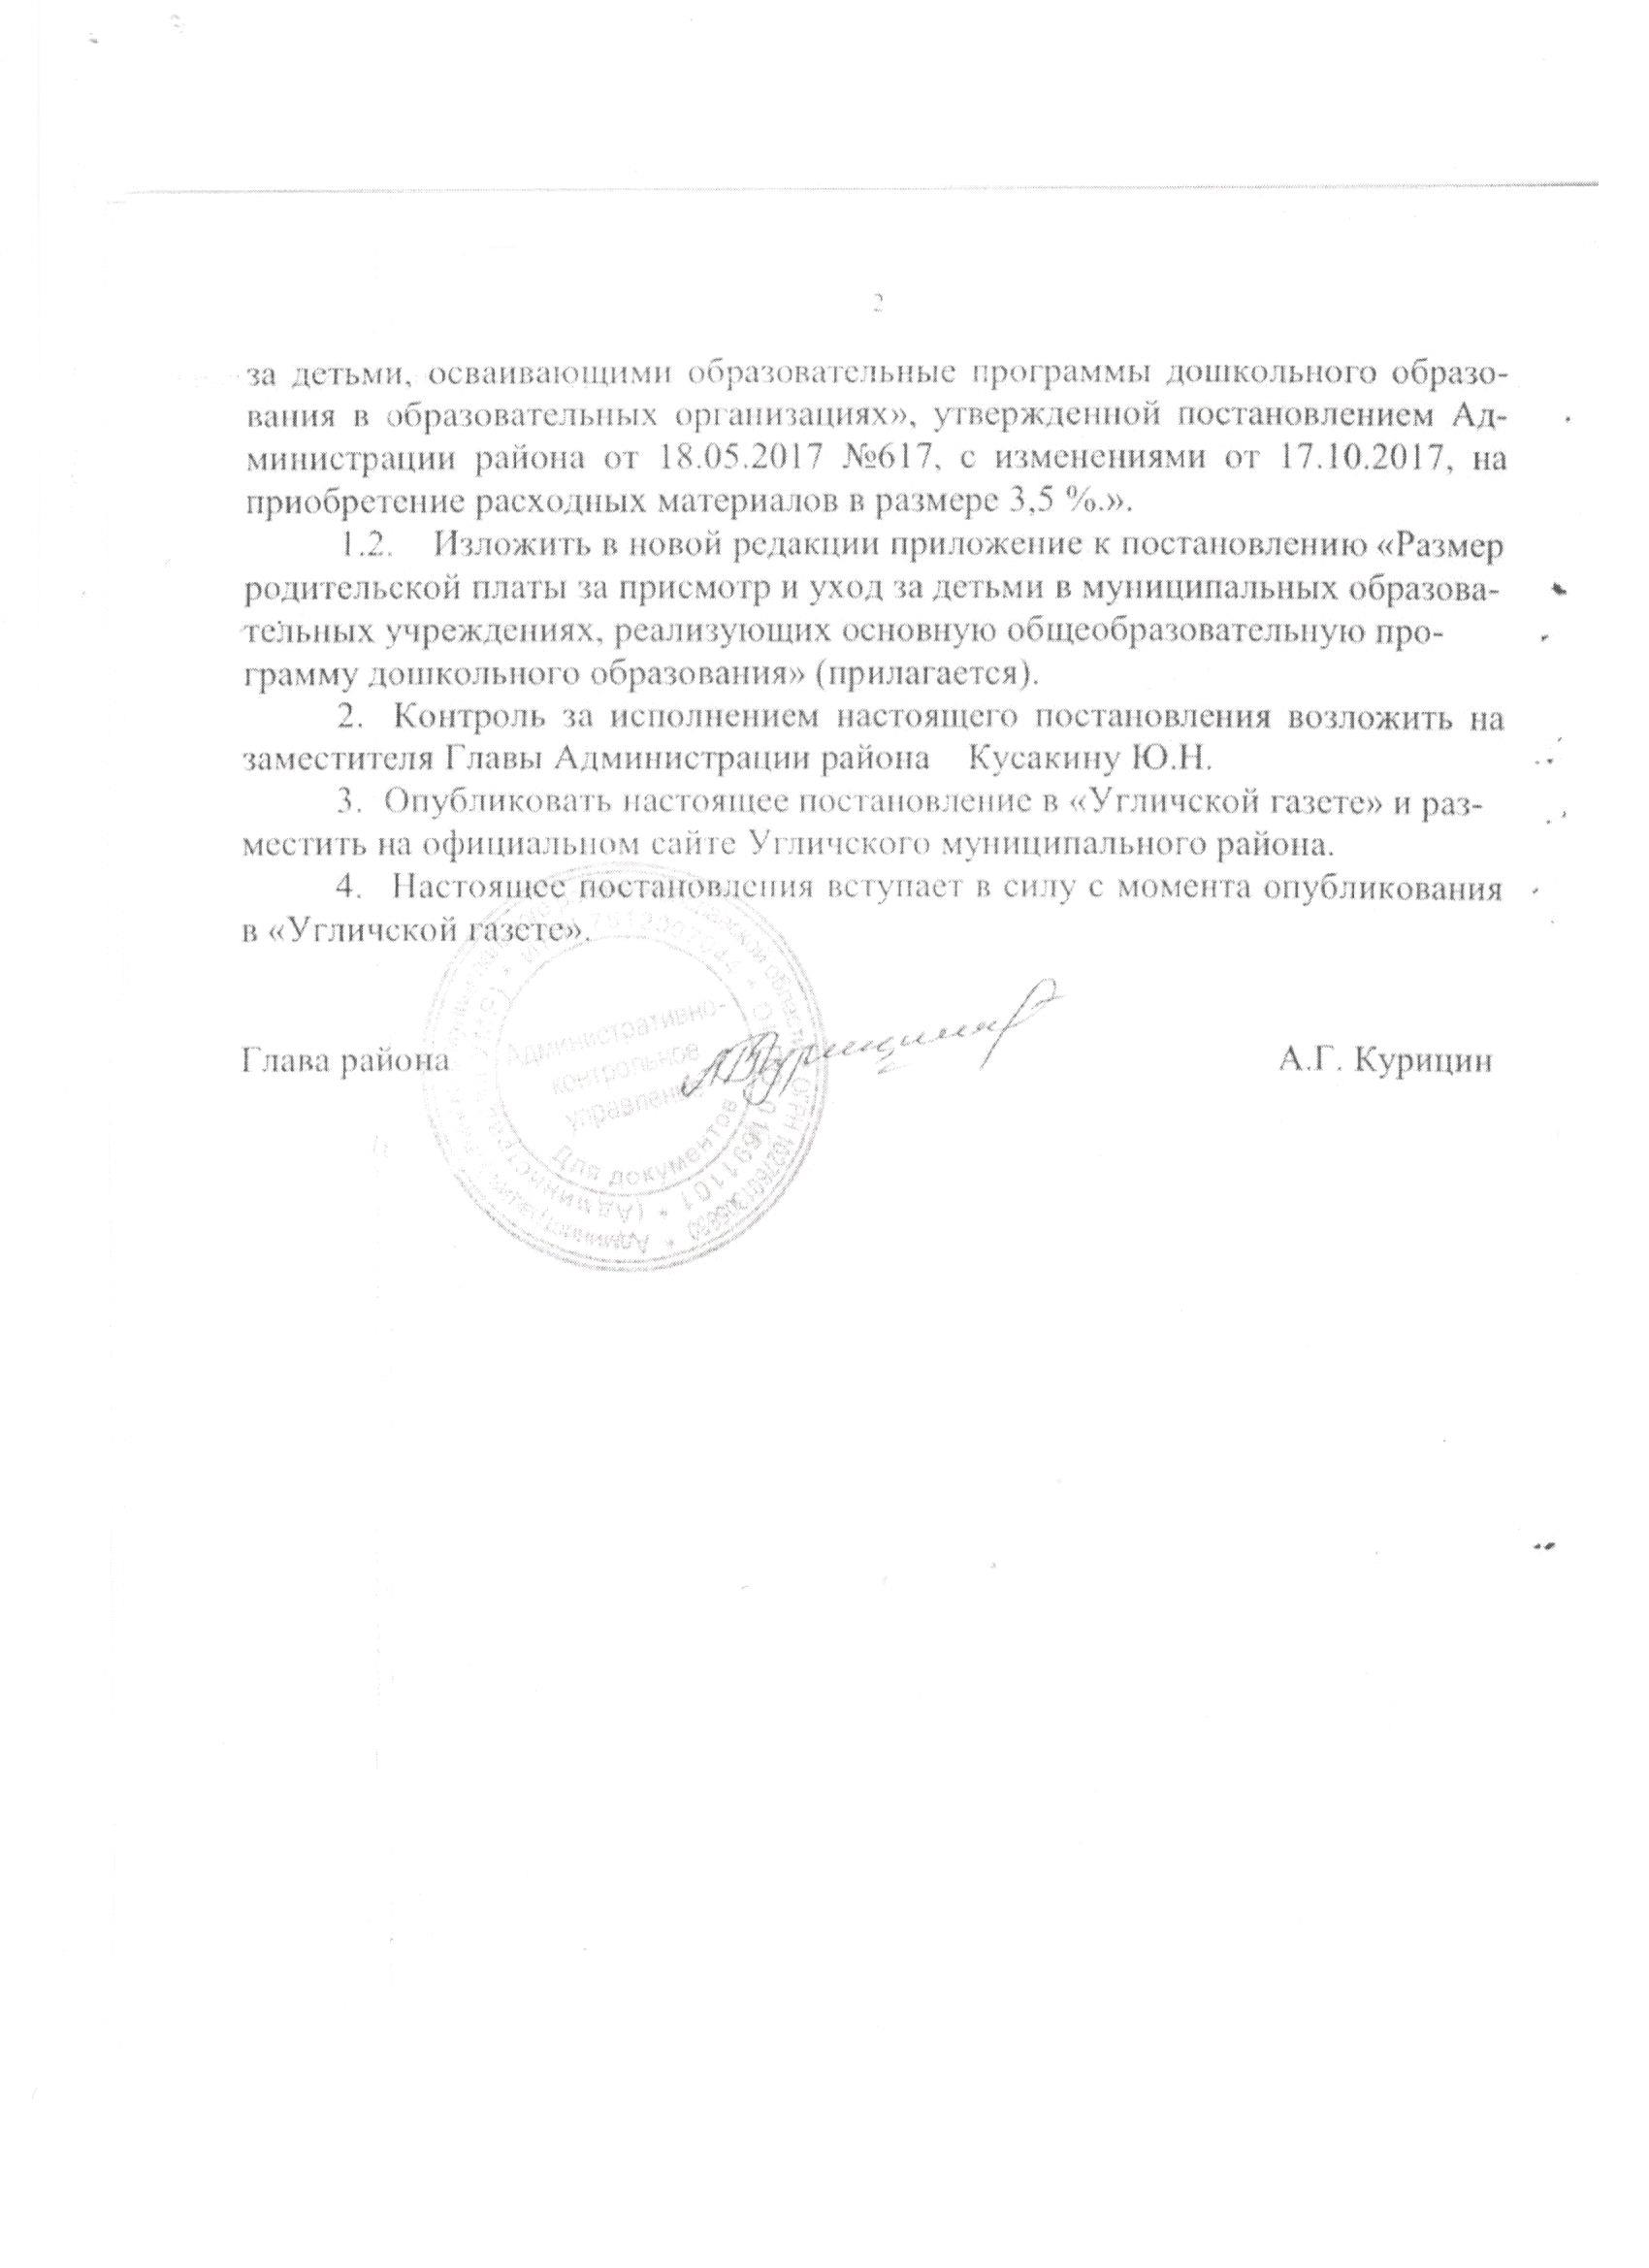 2
за детьми, осваивающими образовательные программы дошкольного образо-
вания в образовательных организациях», утвержденной постановлением Ад-
министрации района от 18.05.2017 №617, с изменениями от 17.10.2017, на
приобретение расходных материалов в размере 3,5 %.».
1.2. Изложить в новой редакции приложение к постановлению «Размер
родительской платы за присмотр и уход за детьми в муниципальных образова-
тельных учреждениях, реализующих основную общеобразовательную про-
грамму дошкольного образования» (прилагается).
2. Контроль за исполнением настоящего постановления возложить на
заместителя Главы Администрации района Кусакину Ю.Н.
3. Опубликовать настоящее постановление в «Угличской газете» и раз-
местить на официальном сайте Угличского муниципального района.
4. Настоящее постановления вступает в силу с момента опубликования
в «Угличской газете».
Глава района А.Г. Курицин
Административно-
контрольное
управление
Для документов